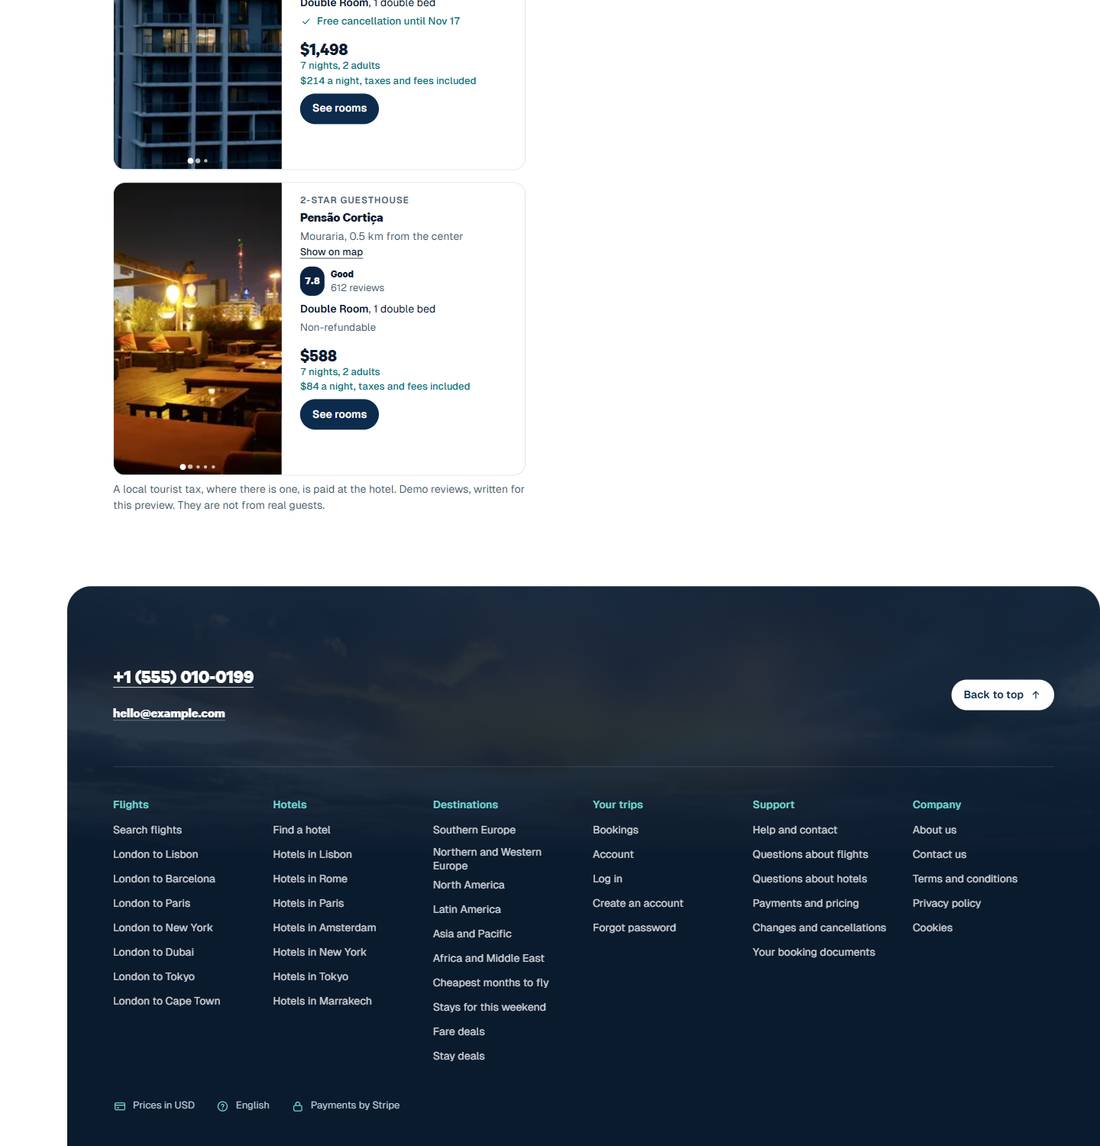 Double Room, 1 double bed
Free cancellation until Nov 17
$1,498
7 nights, 2 adults
$214 a night, taxes and fees included
See rooms
2-STAR GUESTHOUSE
Pensão Cortiça
Mouraria, 0.5 km from the center
Show on map
7.8
Good
612 reviews
Double Room, 1 double bed
Non-refundable
$588
7 nights, 2 adults
$84 a night, taxes and fees included
See rooms
A local tourist tax, where there is one, is paid at the hotel. Demo reviews, written for
this preview. They are not from real guests.
+1 (555) 010-0199
hello@example.com
Back to top
Flights
Search flights
London to Lisbon
London to Barcelona
London to Paris
London to New York
London to Dubai
London to Tokyo
London to Cape Town
Hotels
Find a hotel
Hotels in Lisbon
Hotels in Rome
Hotels in Paris
Hotels in Amsterdam
Hotels in New York
Hotels in Tokyo
Hotels in Marrakech
Destinations
Southern Europe
Northern and Western
Europe
North America
Latin America
Asia and Pacific
Africa and Middle East
Cheapest months to fly
Stays for this weekend
Fare deals
Stay deals
Your trips
Bookings
Account
Log in
Create an account
Forgot password
Support
Help and contact
Questions about flights
Questions about hotels
Payments and pricing
Changes and cancellations
Your booking documents
Company
About us
Contact us
Terms and conditions
Privacy policy
Cookies
Prices in USD
English
Payments by Stripe